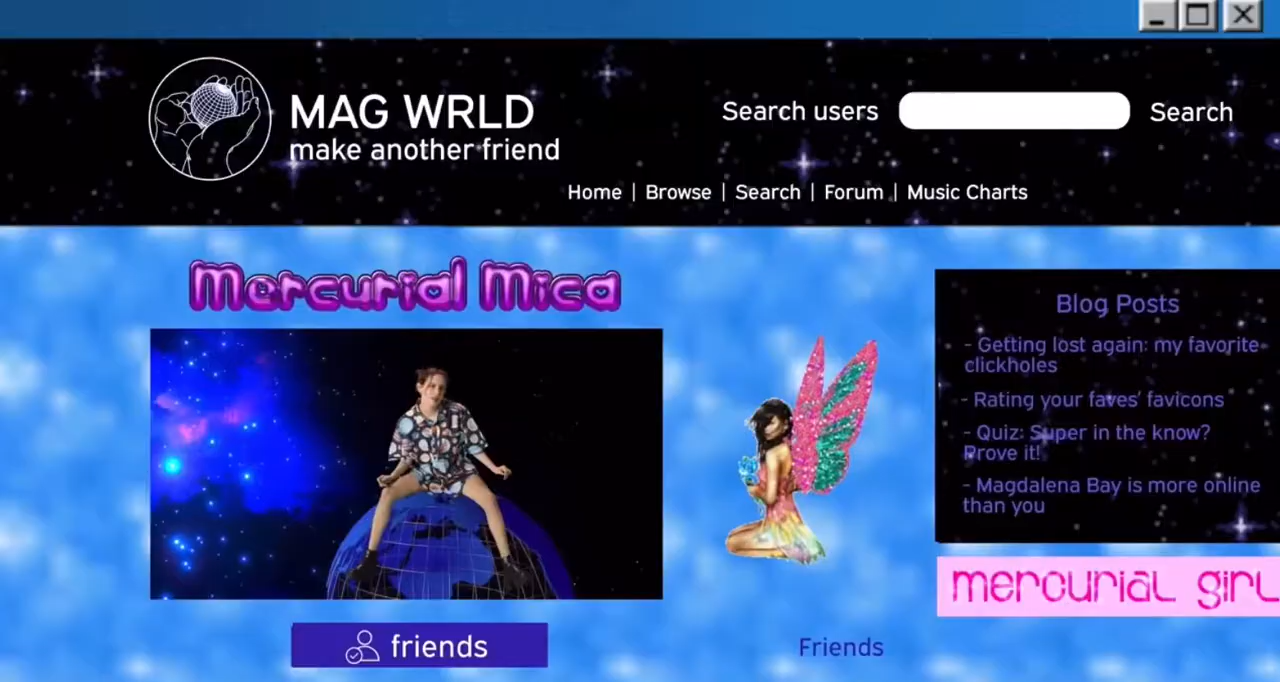 MAG WRLD
make another friend
Search users
Search
Home | Browse | Search | Forum | Music Charts
Mercurial Mica
Blog Posts
- Getting lost again: my favorite
clickholes
- Rating your faves' favicons
- Quiz: Super in the know?
Prove it!
- Magdalena Bay is more online
than you
mercurial girl
friends
Friends